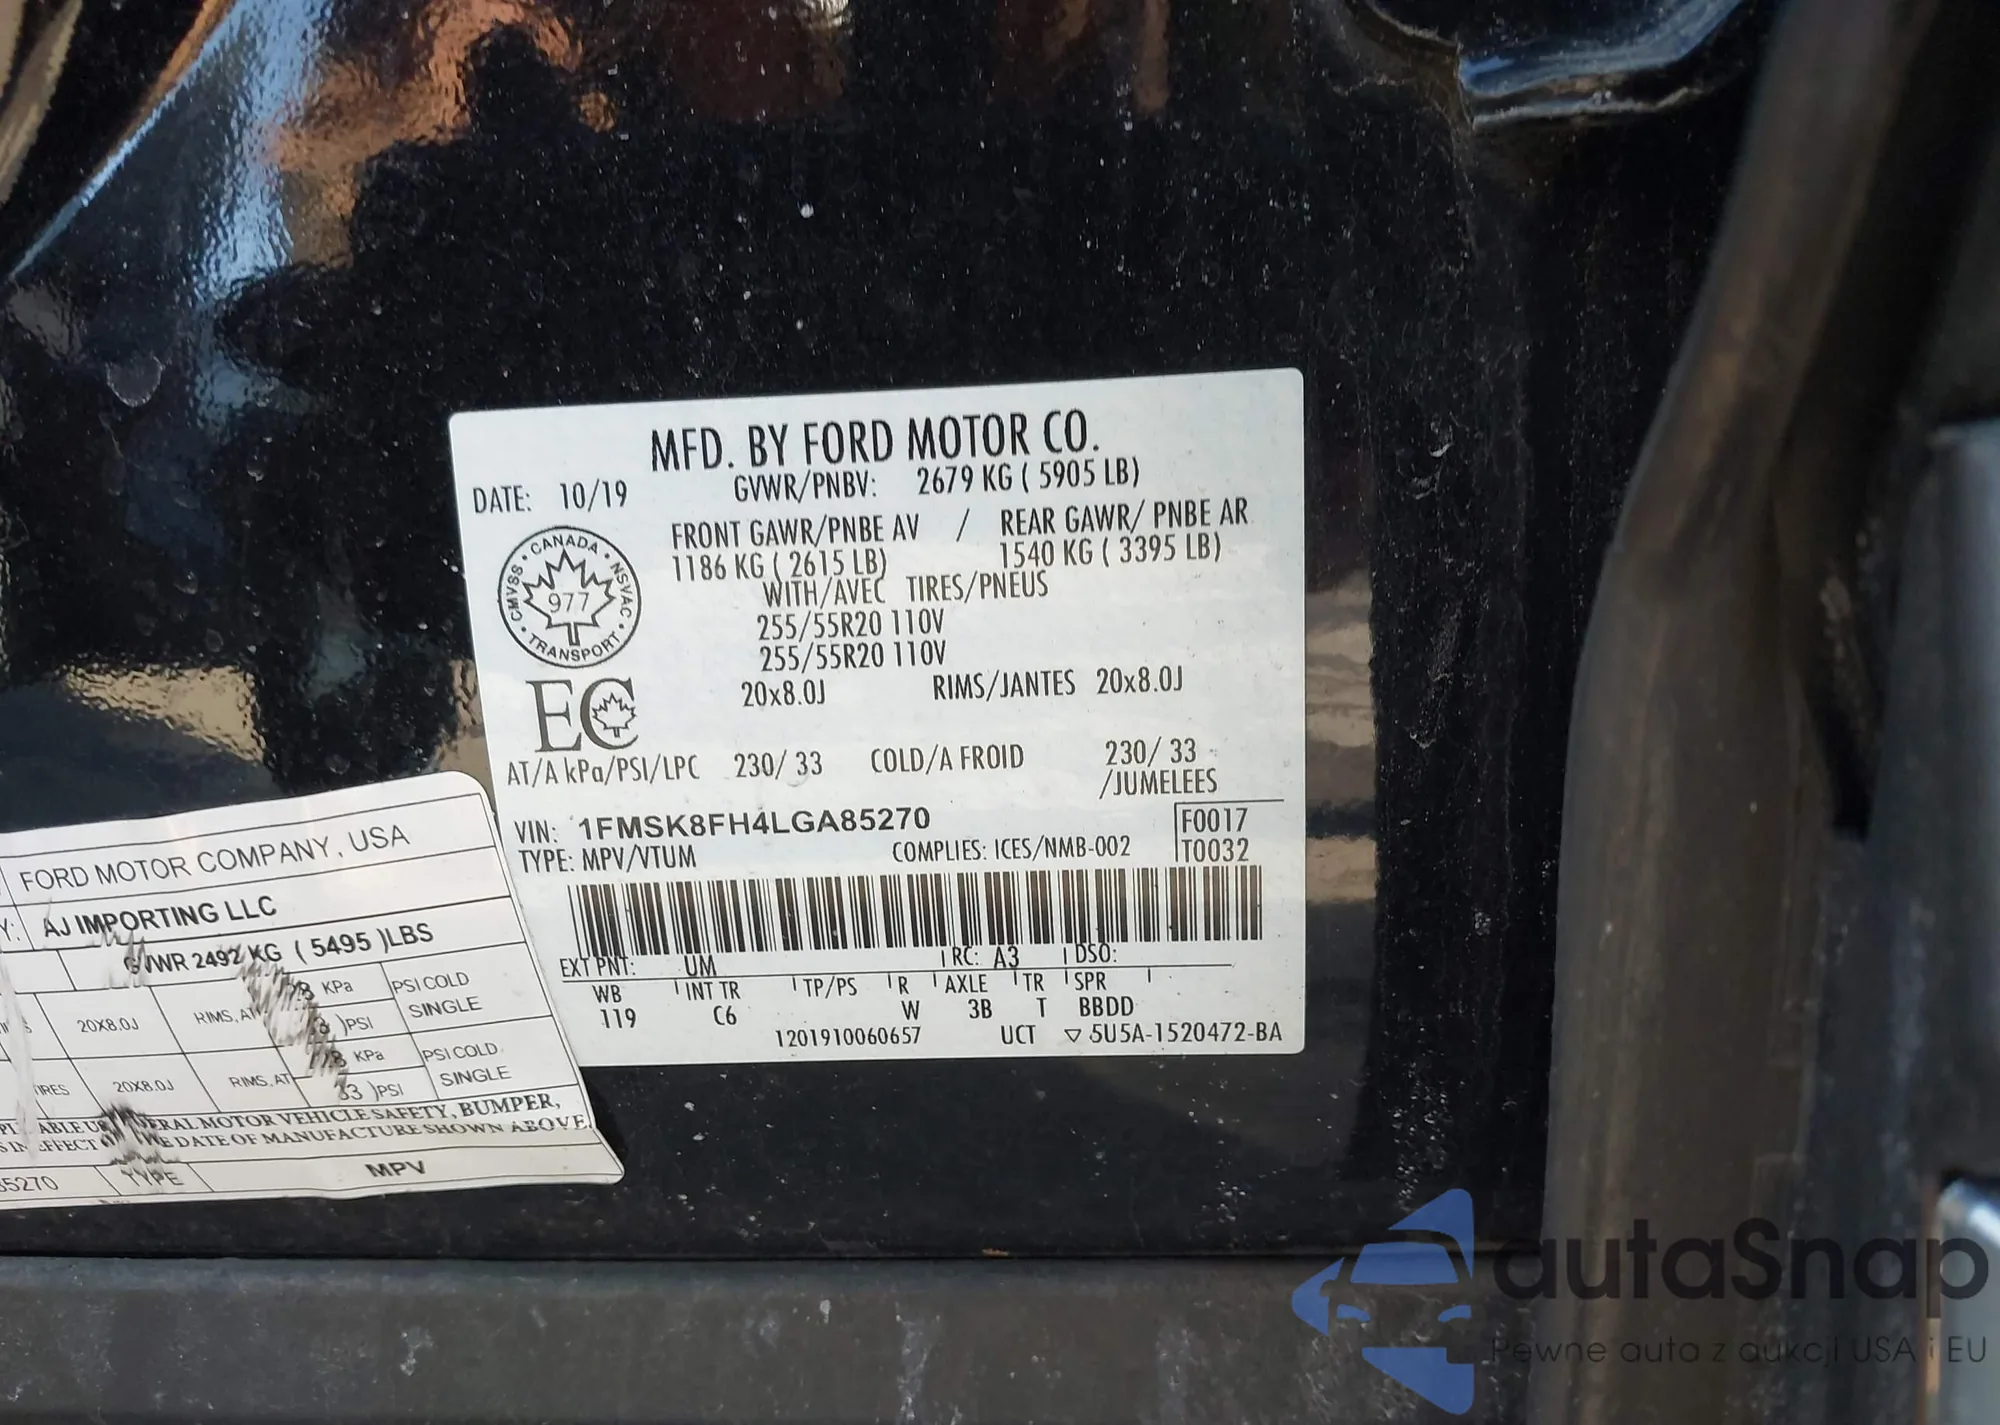 MFD. BY FORD MOTOR CO.
DATE: 10/19
GVWR/PNBV: 2679 KG ( 5905 LB)
FRONT GAWR/PNBE AV / REAR GAWR/ PNBE AR
1186 KG ( 2615 LB) 1540 KG ( 3395 LB)
WITH/AVEC TIRES/PNEUS
255/55R20 110V
255/55R20 110V
20x8.0J RIMS/JANTES 20x8.0J
CANADA • NSVAC • TRANSPORT • CMVSS •
977
EC
AT/A kPa/PSI/LPC 230/ 33 COLD/A FROID 230/ 33
/JUMELEES
VIN: 1FMSK8FH4LGA85270
F0017
TYPE: MPV/VTUM COMPLIES: ICES/NMB-002
T0032
EXT PNT: UM RC: A3 DSO:
WB INT TR TP/PS R AXLE TR SPR
119 C6 W 3B T BBDD
1201910060657 UCT ▽ 5U5A-1520472-BA
FORD MOTOR COMPANY, USA
Y: AJ IMPORTING LLC
GVWR 2492 KG ( 5495 )LBS
20X8.0J RIMS, AT KPa PSI COLD
)PSI SINGLE
20X8.0J RIMS, AT KPa PSI COLD
33 )PSI SINGLE
MOTOR VEHICLE SAFETY, BUMPER,
DATE OF MANUFACTURE SHOWN ABOVE.
85270 TYPE MPV
autaSnap
Pewne auta z aukcji USA i EU